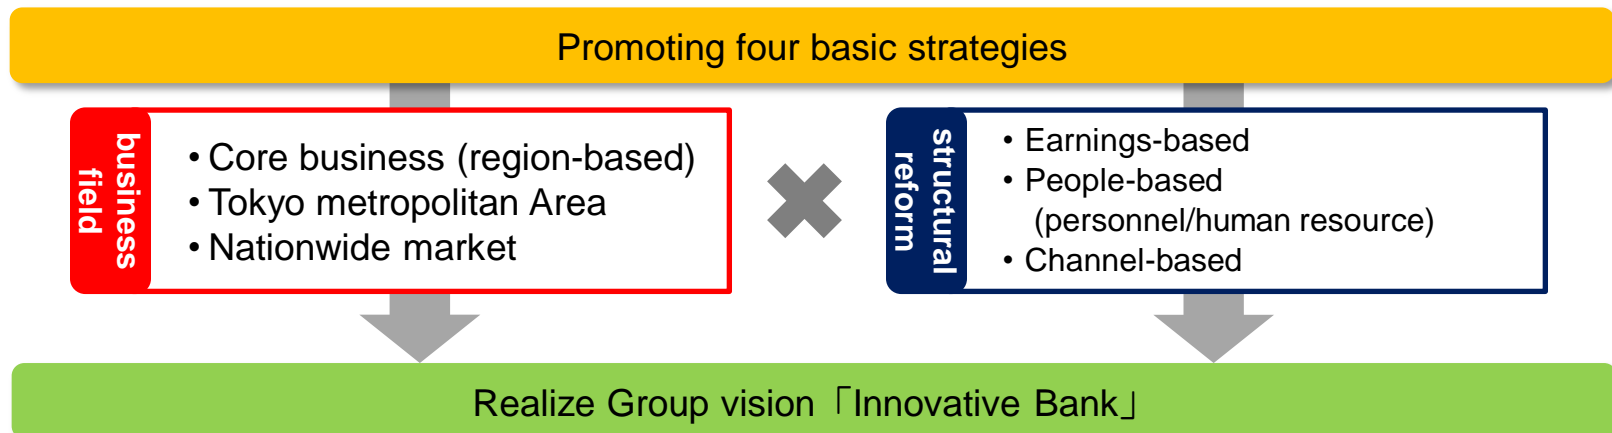 Promoting four basic strategies
business
field
• Core business (region-based)
• Tokyo metropolitan Area
• Nationwide market
structural
reform
• Earnings-based
• People-based
(personnel/human resource)
• Channel-based
Realize Group vision「Innovative Bank」